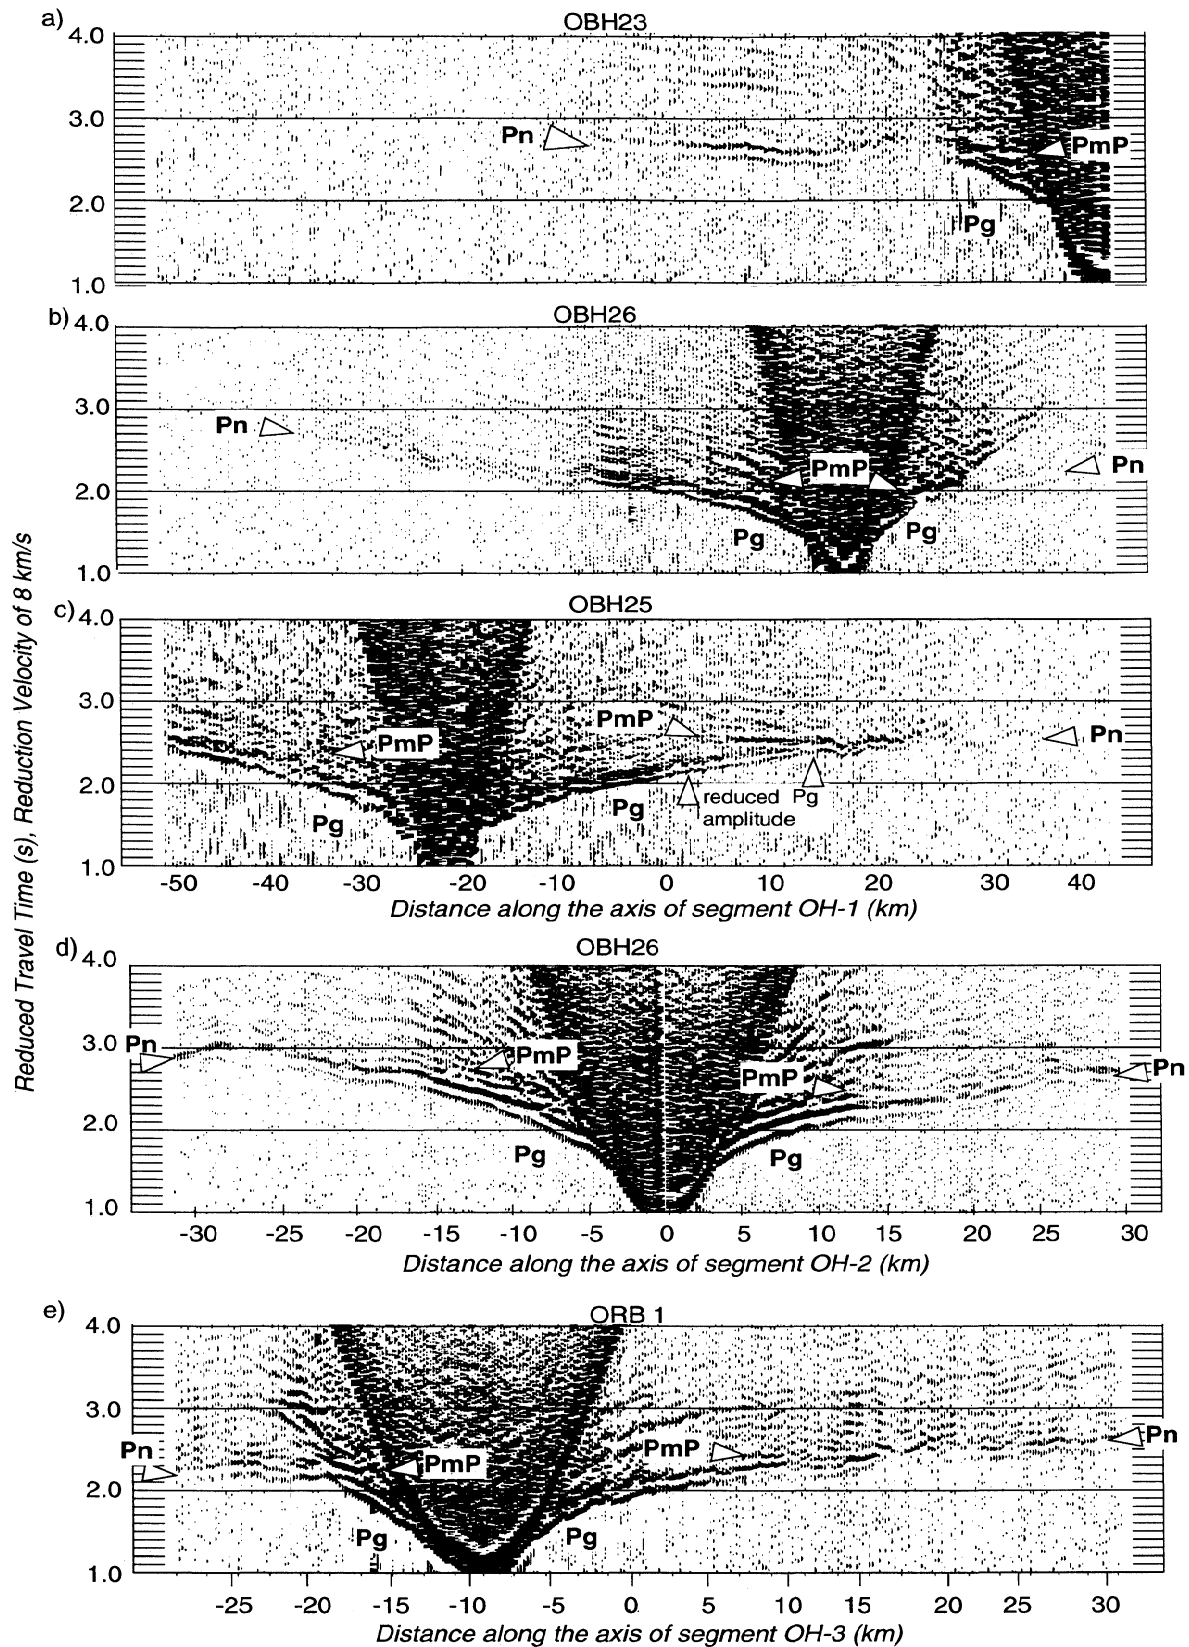 a)
OBH23
4.0
3.0
Pn
PmP
2.0
Pg
1.0
b)
OBH26
4.0
3.0
Pn
PmP
Pn
2.0
Pg
Pg
1.0
c)
OBH25
4.0
3.0
PmP
PmP
Pn
2.0
Pg
Pg
reduced Pg
amplitude
1.0
-50 -40 -30 -20 -10 0 10 20 30 40
Distance along the axis of segment OH-1 (km)
Reduced Travel Time (s), Reduction Velocity of 8 km/s
d)
OBH26
4.0
3.0
Pn
PmP
PmP
Pn
2.0
Pg
Pg
1.0
-30 -25 -20 -15 -10 -5 0 5 10 15 20 25 30
Distance along the axis of segment OH-2 (km)
e)
ORB 1
4.0
3.0
Pn
PmP
PmP
Pn
2.0
Pg
Pg
1.0
-25 -20 -15 -10 -5 0 5 10 15 20 25 30
Distance along the axis of segment OH-3 (km)